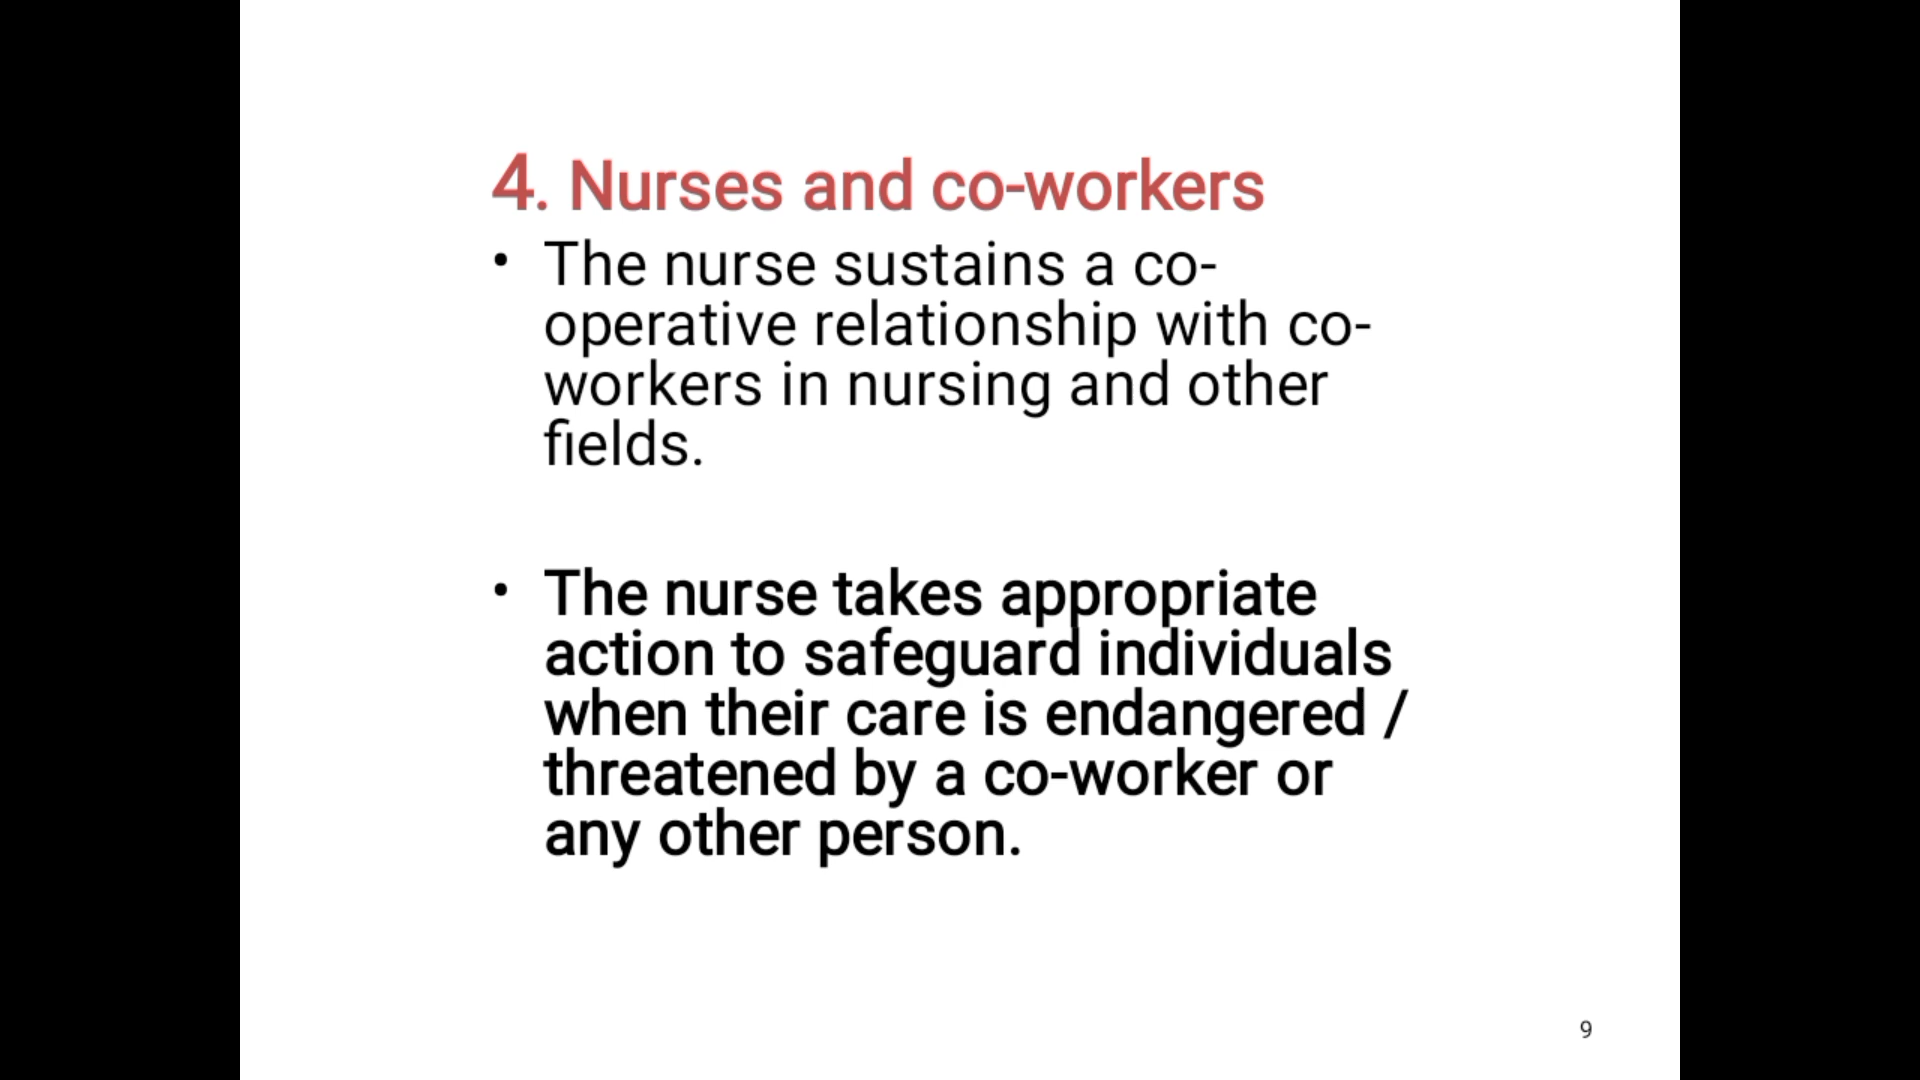 4. Nurses and co-workers
• The nurse sustains a co-
operative relationship with co-
workers in nursing and other
fields.
• The nurse takes appropriate
action to safeguard individuals
when their care is endangered /
threatened by a co-worker or
any other person.
9